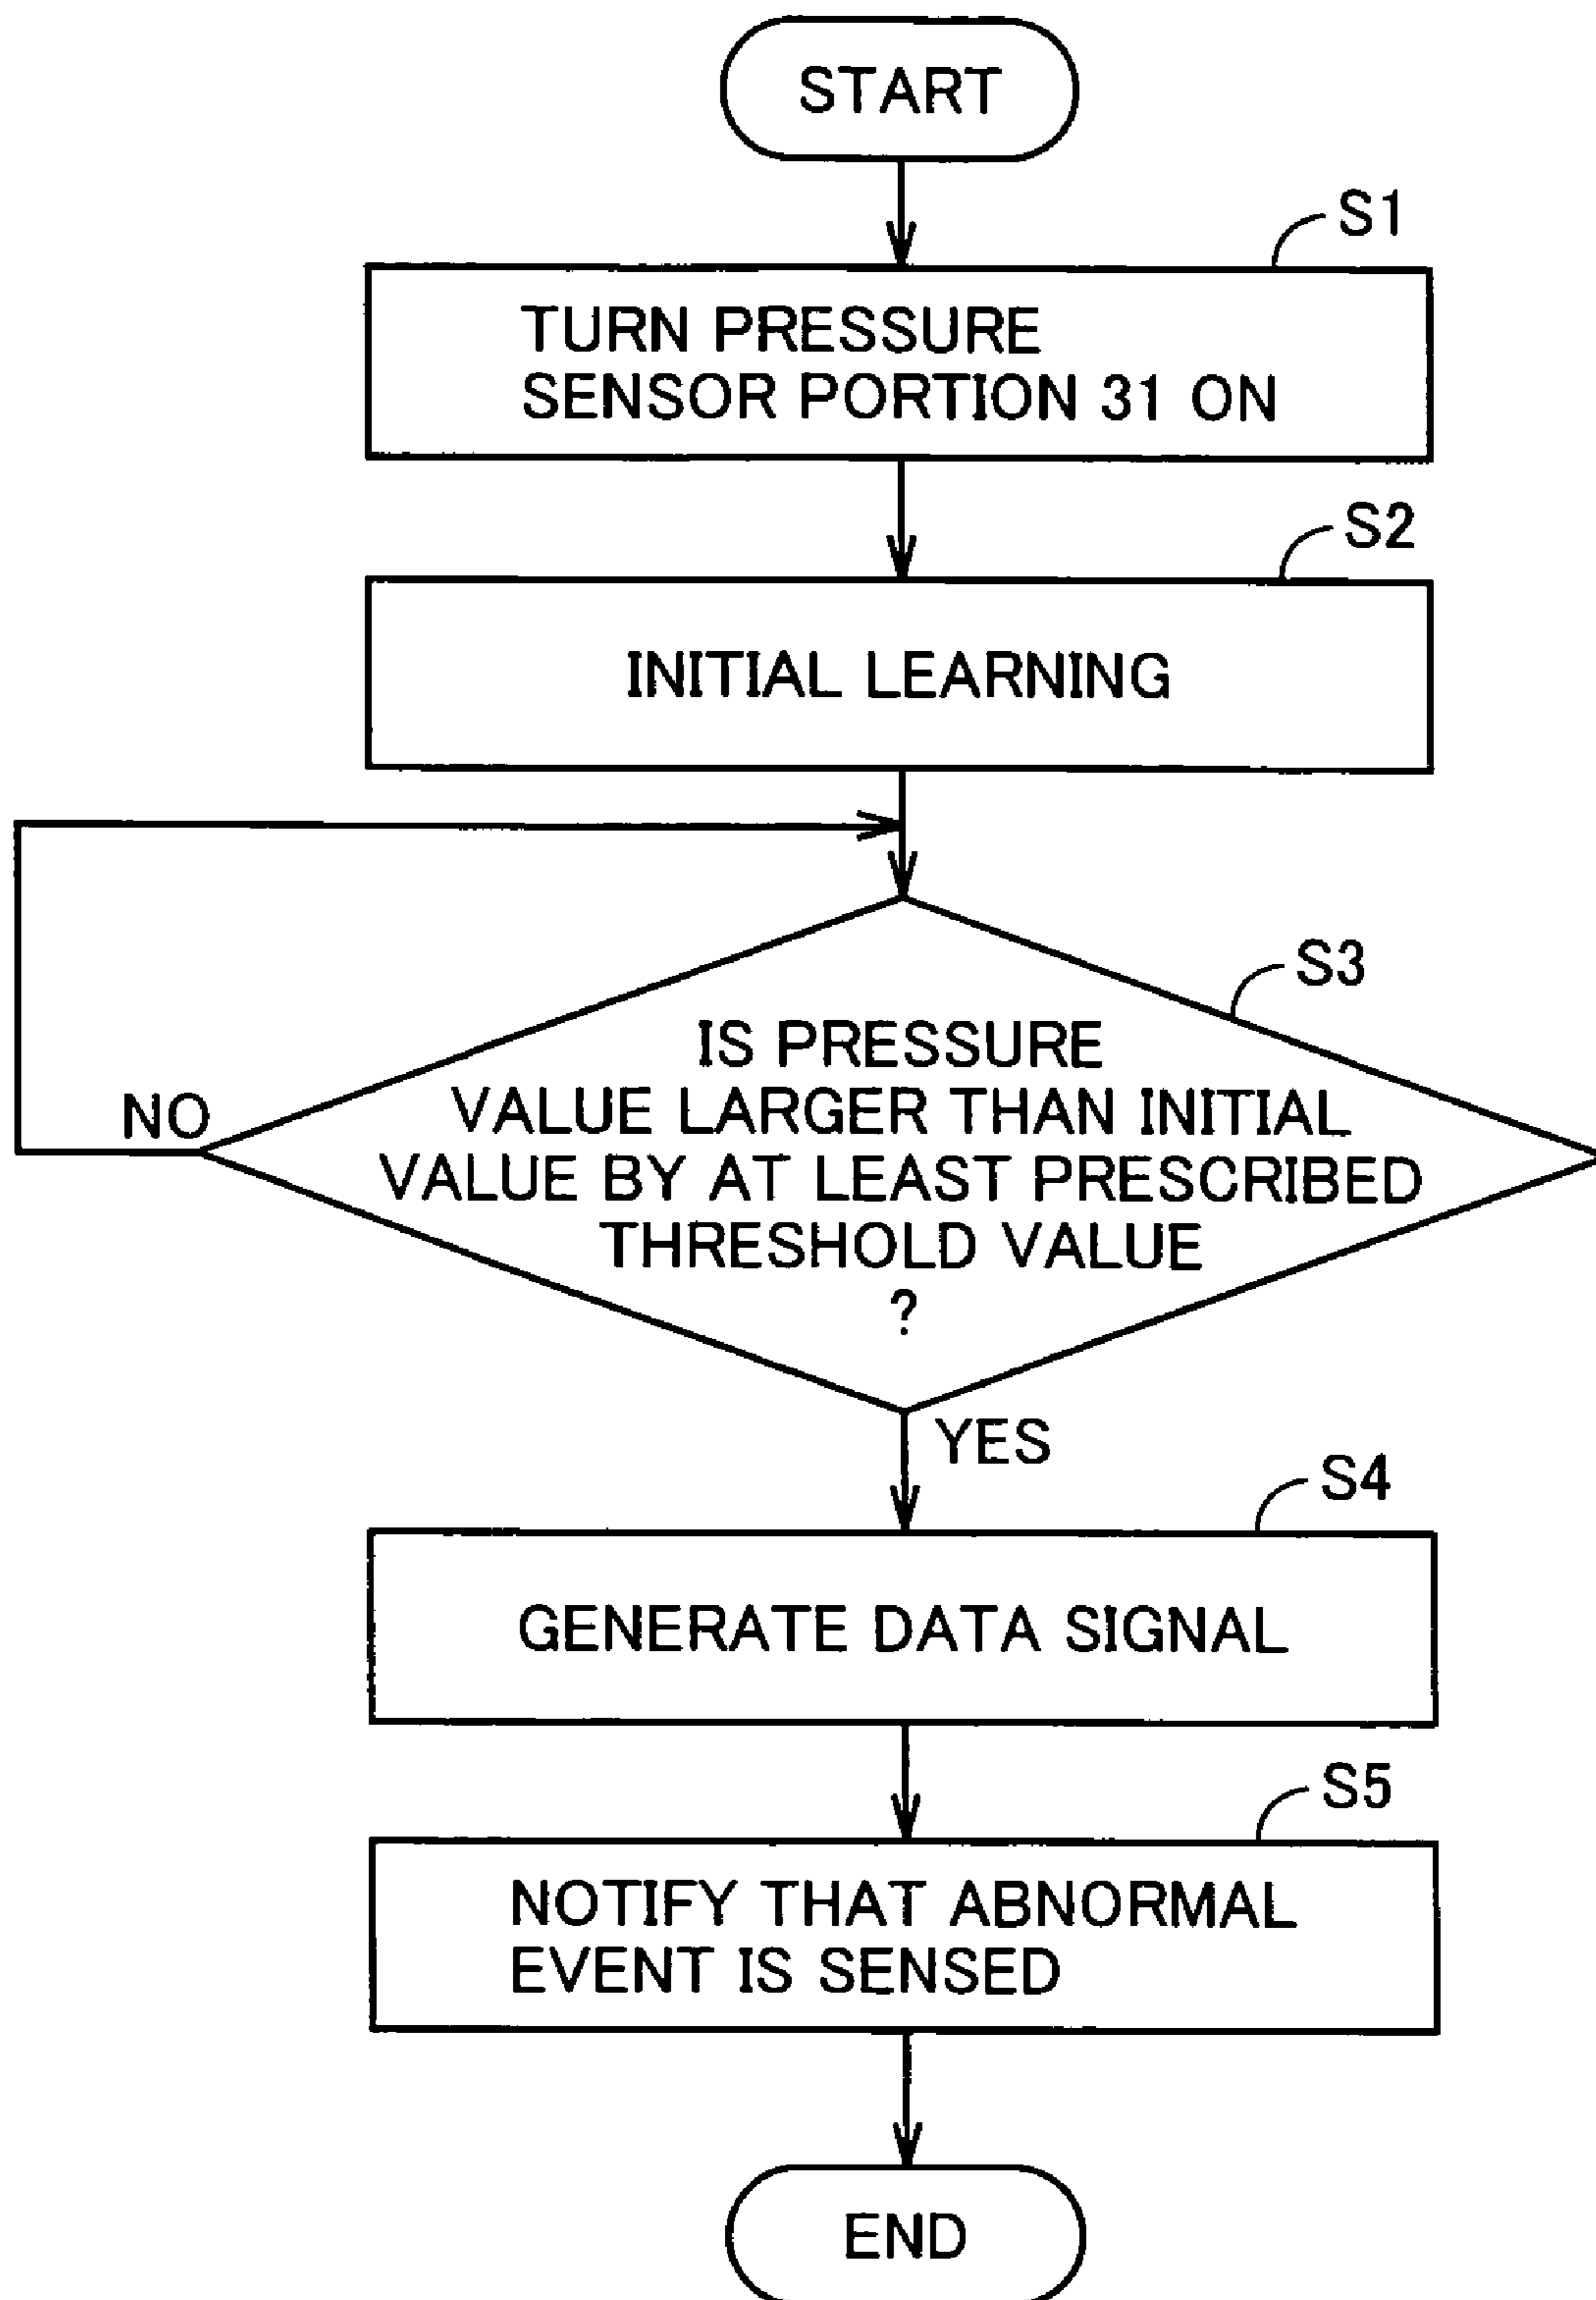 START
S1
TURN PRESSURE
SENSOR PORTION 31 ON
S2
INITIAL LEARNING
S3
IS PRESSURE
VALUE LARGER THAN INITIAL
VALUE BY AT LEAST PRESCRIBED
THRESHOLD VALUE
?
NO
YES
S4
GENERATE DATA SIGNAL
S5
NOTIFY THAT ABNORMAL
EVENT IS SENSED
END